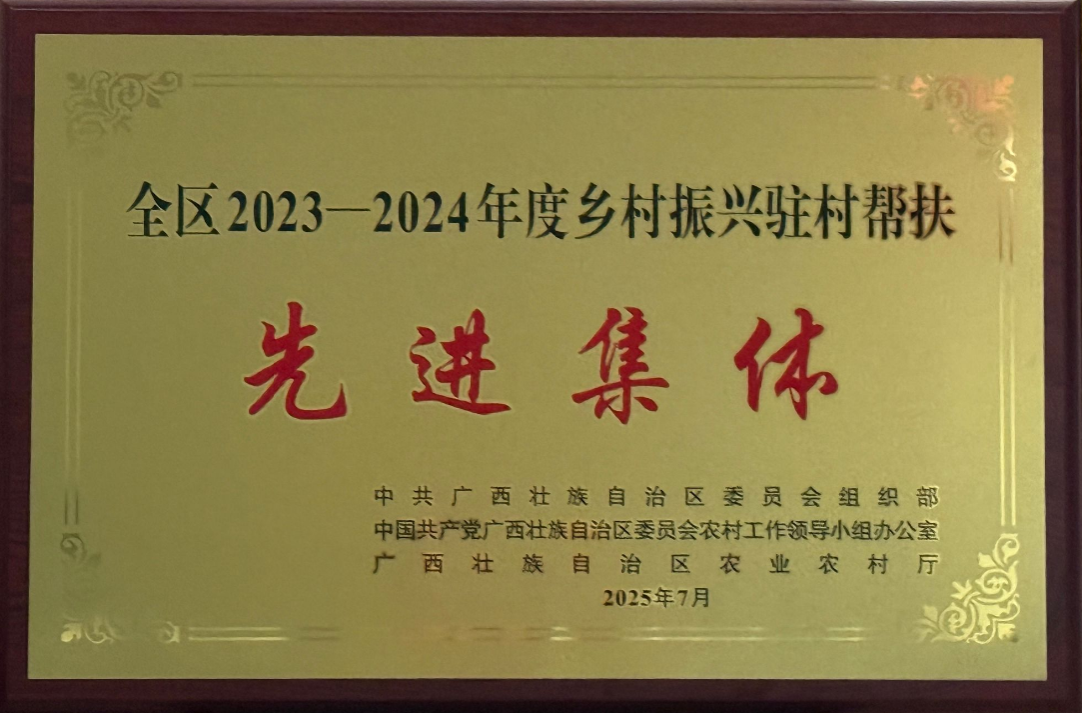 全区2023—2024年度乡村振兴驻村帮扶
先进集体
中共广西壮族自治区委员会组织部
中国共产党广西壮族自治区委员会农村工作领导小组办公室
广西壮族自治区农业农村厅
2025年7月